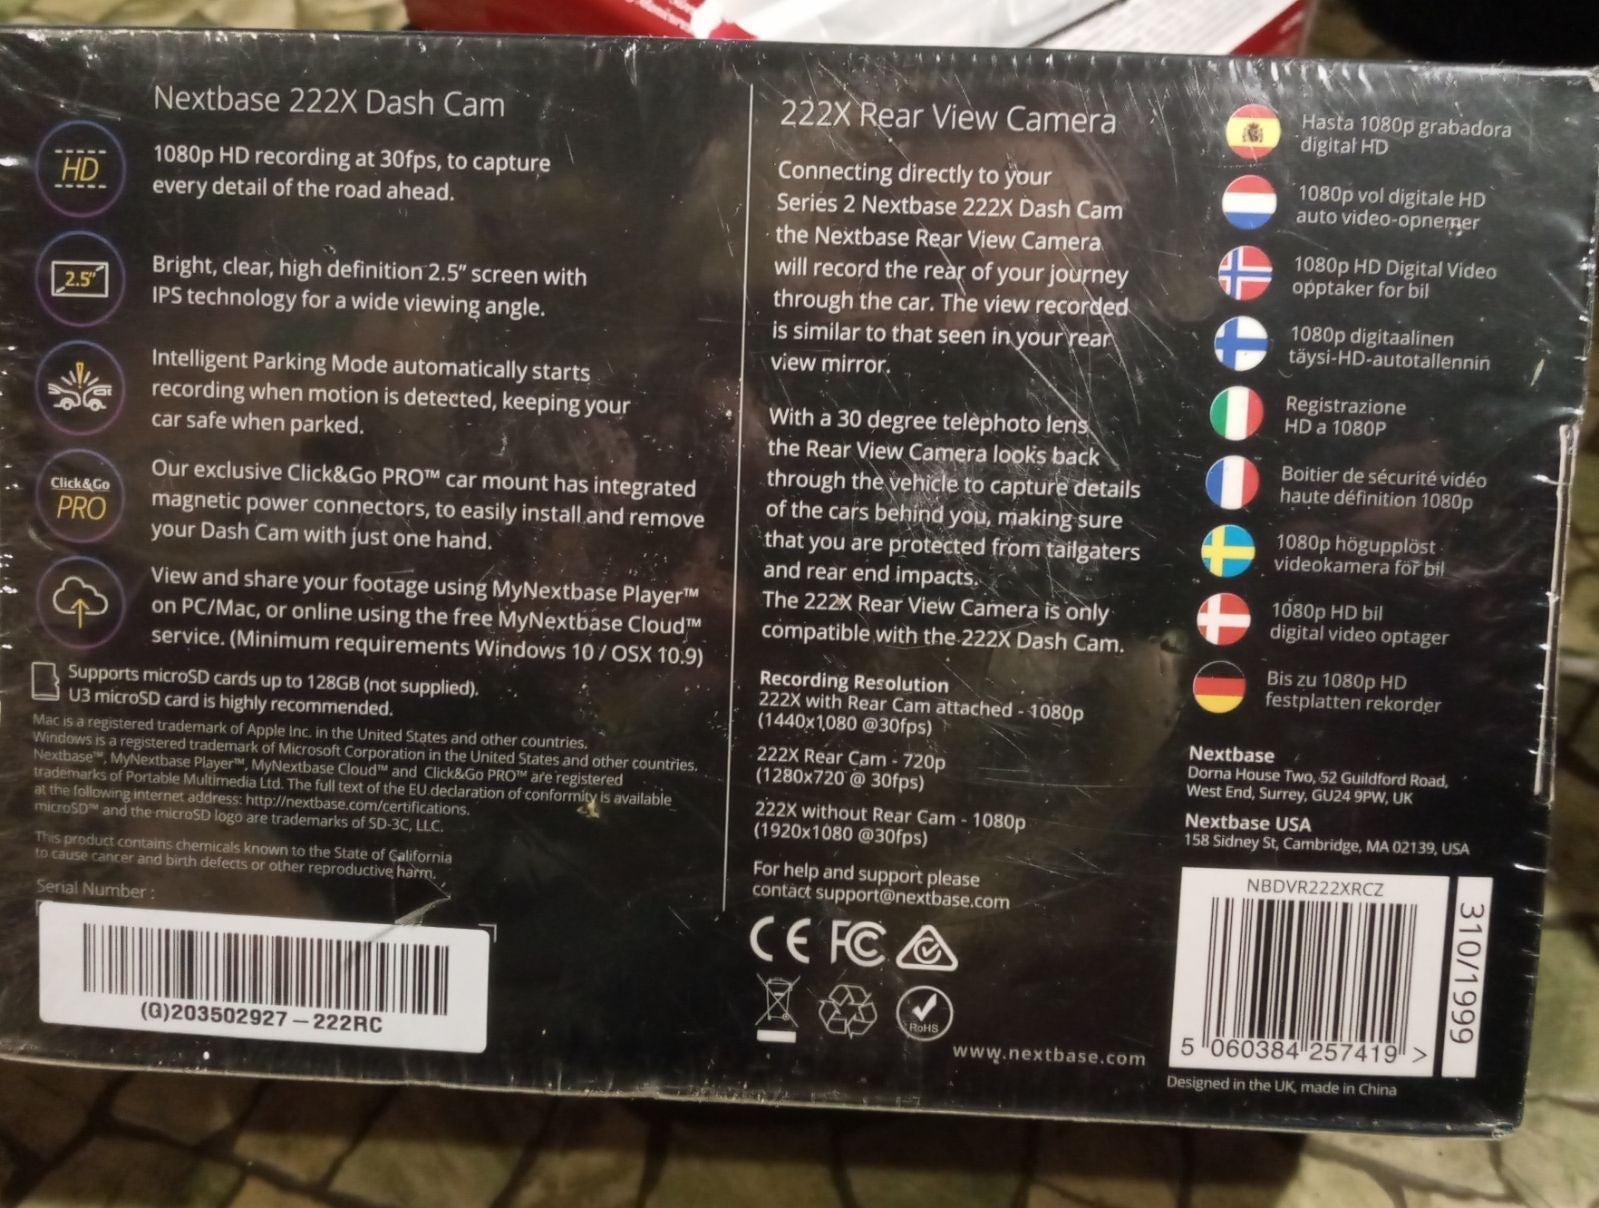 Nextbase 222X Dash Cam
HD
1080p HD recording at 30fps, to capture
every detail of the road ahead.
2.5"
Bright, clear, high definition 2.5" screen with
IPS technology for a wide viewing angle.
Intelligent Parking Mode automatically starts
recording when motion is detected, keeping your
car safe when parked.
Click&Go
PRO
Our exclusive Click&Go PRO™ car mount has integrated
magnetic power connectors, to easily install and remove
your Dash Cam with just one hand.
View and share your footage using MyNextbase Player™
on PC/Mac, or online using the free MyNextbase Cloud™
service. (Minimum requirements Windows 10 / OSX 10.9)
Supports microSD cards up to 128GB (not supplied).
U3 microSD card is highly recommended.
Mac is a registered trademark of Apple Inc. in the United States and other countries.
Windows is a registered trademark of Microsoft Corporation in the United States and other countries.
Nextbase™, MyNextbase Player™, MyNextbase Cloud™ and Click&Go PRO™ are registered
trademarks of Portable Multimedia Ltd. The full text of the EU declaration of conformity is available
at the following internet address: http://nextbase.com/certifications.
microSD™ and the microSD logo are trademarks of SD-3C, LLC.
This product contains chemicals known to the State of California
to cause cancer and birth defects or other reproductive harm.
Serial Number :
(G)203502927 – 222RC
222X Rear View Camera
Connecting directly to your
Series 2 Nextbase 222X Dash Cam
the Nextbase Rear View Camera
will record the rear of your journey
through the car. The view recorded
is similar to that seen in your rear
view mirror.
With a 30 degree telephoto lens
the Rear View Camera looks back
through the vehicle to capture details
of the cars behind you, making sure
that you are protected from tailgaters
and rear end impacts.
The 222X Rear View Camera is only
compatible with the 222X Dash Cam.
Recording Resolution
222X with Rear Cam attached - 1080p
(1440x1080 @30fps)
222X Rear Cam - 720p
(1280x720 @ 30fps)
222X without Rear Cam - 1080p
(1920x1080 @30fps)
For help and support please
contact support@nextbase.com
CE FC
RoHS
www.nextbase.com
Hasta 1080p grabadora
digital HD
1080p vol digitale HD
auto video-opnemer
1080p HD Digital Video
opptaker for bil
1080p digitaalinen
täysi-HD-autotallennin
Registrazione
HD a 1080P
Boitier de sécurité vidéo
haute définition 1080p
1080p högupplöst
videokamera för bil
1080p HD bil
digital video optager
Bis zu 1080p HD
festplatten rekorder
Nextbase
Dorna House Two, 52 Guildford Road,
West End, Surrey, GU24 9PW, UK
Nextbase USA
158 Sidney St, Cambridge, MA 02139, USA
NBDVR222XRCZ
310/1999
5 060384 257419 >
Designed in the UK, made in China